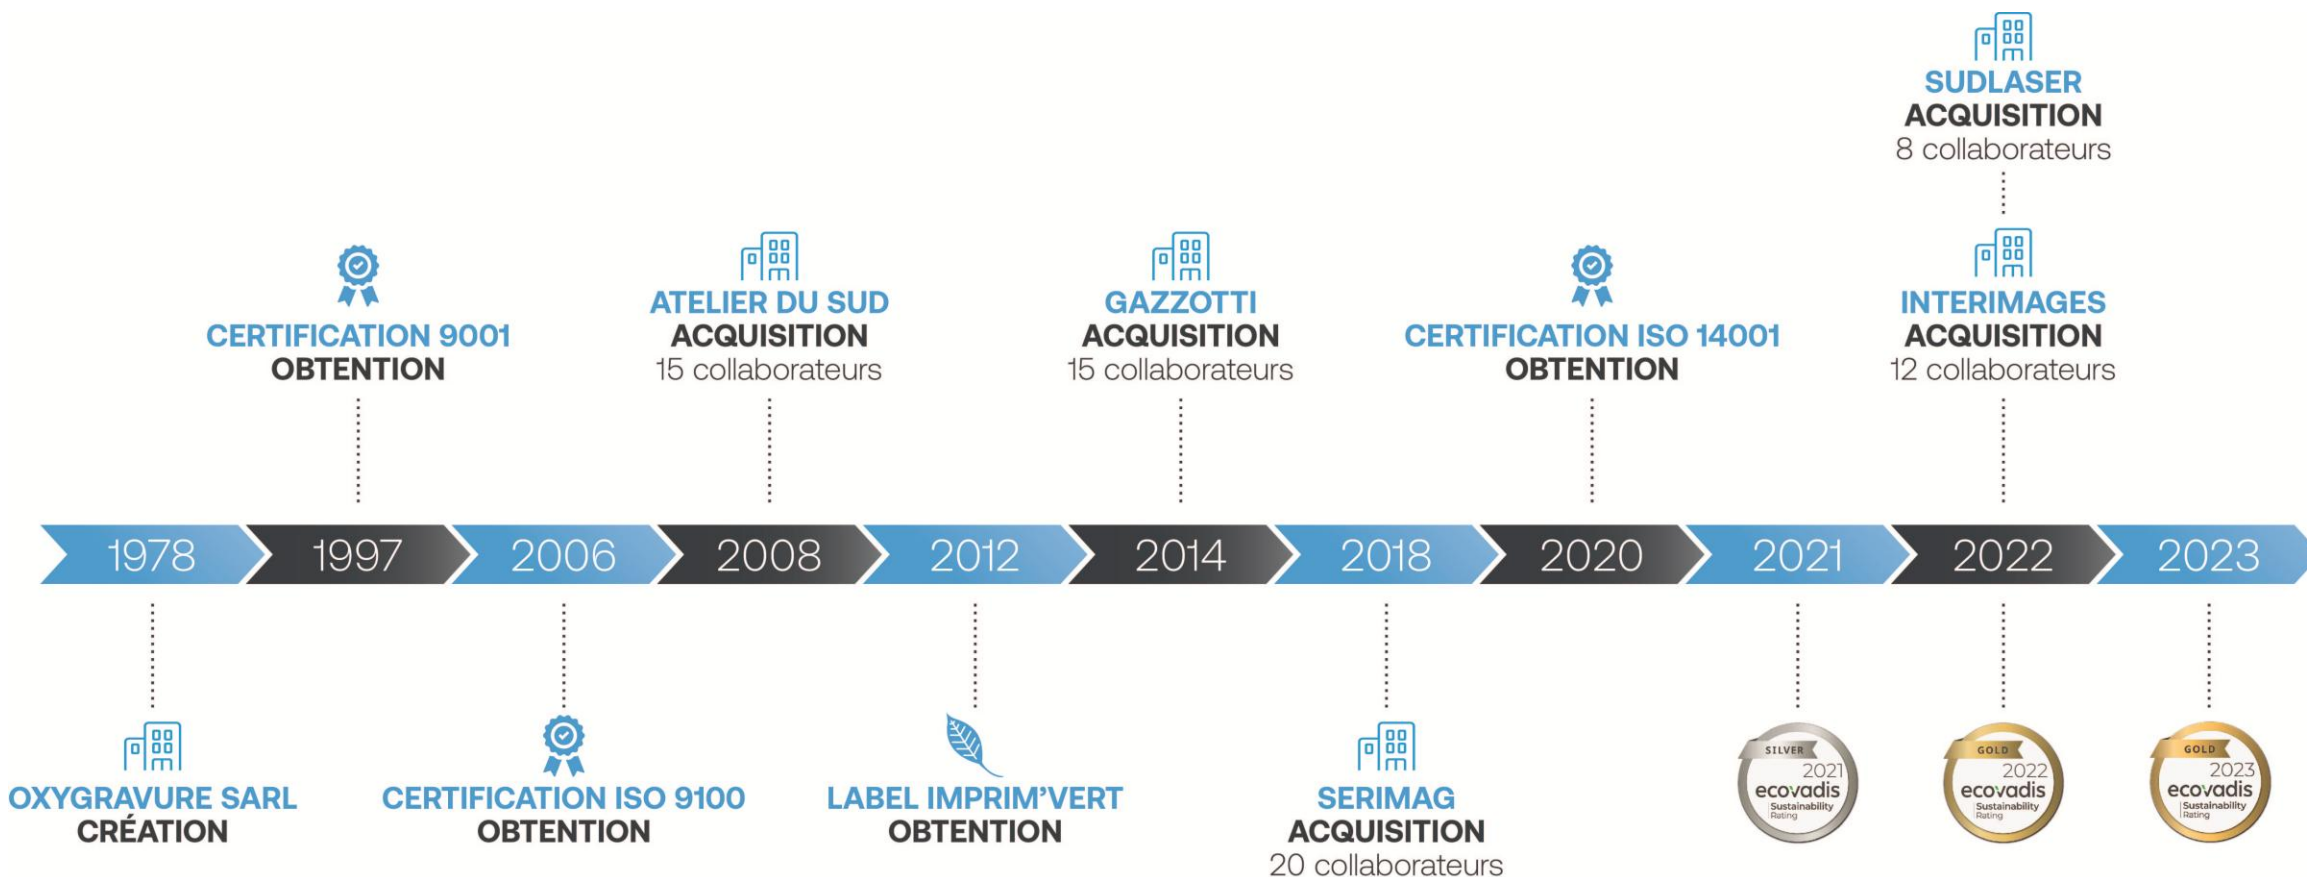 SUDLASER
ACQUISITION
8 collaborateurs
CERTIFICATION 9001
OBTENTION
ATELIER DU SUD
ACQUISITION
15 collaborateurs
GAZZOTTI
ACQUISITION
15 collaborateurs
CERTIFICATION ISO 14001
OBTENTION
INTERIMAGES
ACQUISITION
12 collaborateurs
1978
1997
2006
2008
2012
2014
2018
2020
2021
2022
2023
OXYGRAVURE SARL
CRÉATION
CERTIFICATION ISO 9100
OBTENTION
LABEL IMPRIM’VERT
OBTENTION
SERIMAG
ACQUISITION
20 collaborateurs
SILVER
2021
ecovadis
Sustainability
Rating
GOLD
2022
ecovadis
Sustainability
Rating
GOLD
2023
ecovadis
Sustainability
Rating